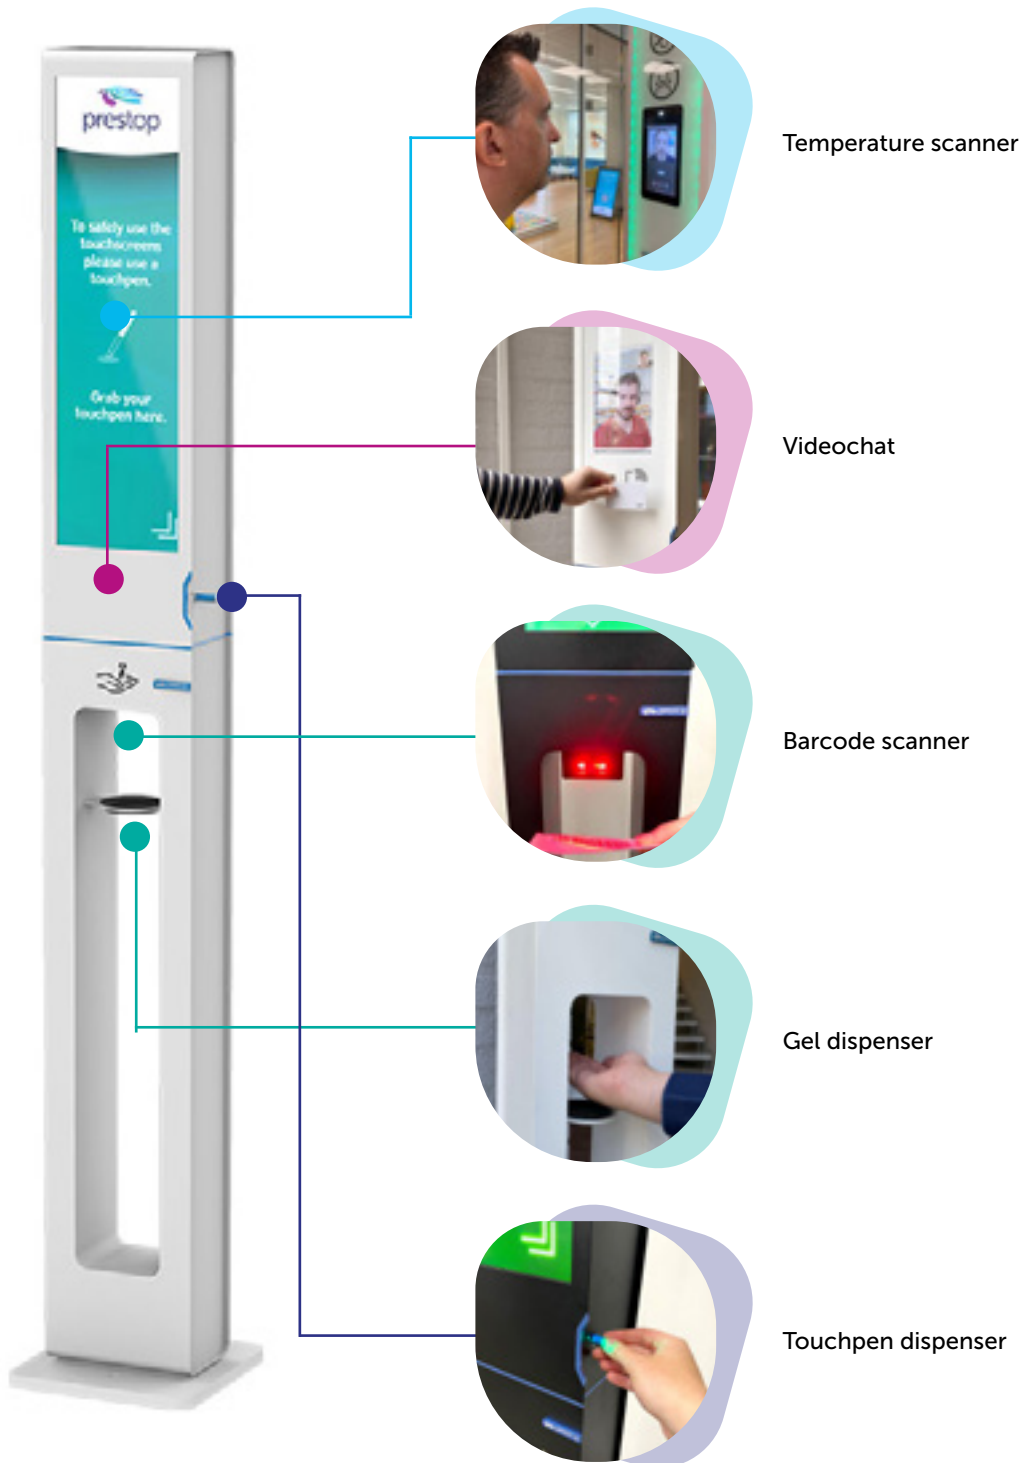 prestop
To safely use the
touchscreens
please use a
touchpen.
Grab your
touchpen here.
Temperature scanner
Videochat
Barcode scanner
Gel dispenser
Touchpen dispenser